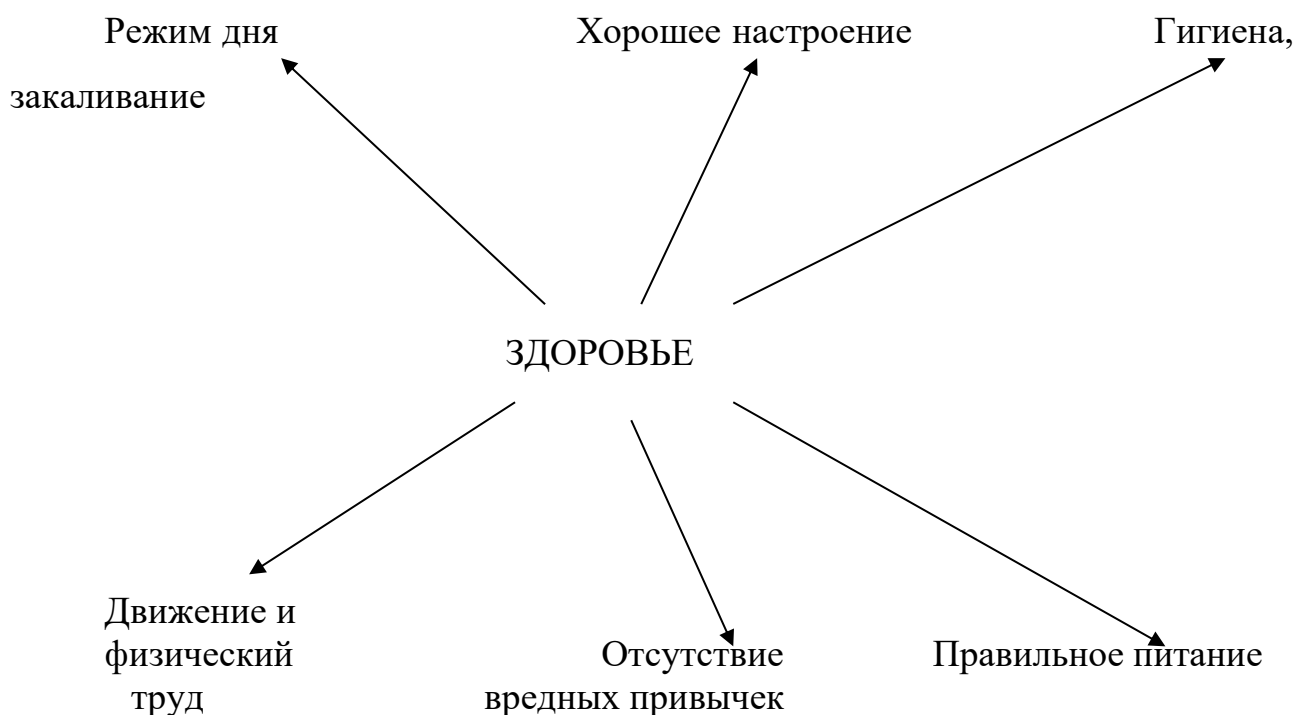 Режим дня Хорошее настроение Гигиена,
закаливание
ЗДОРОВЬЕ
Движение и
физический
труд
Отсутствие
вредных привычек
Правильное питание